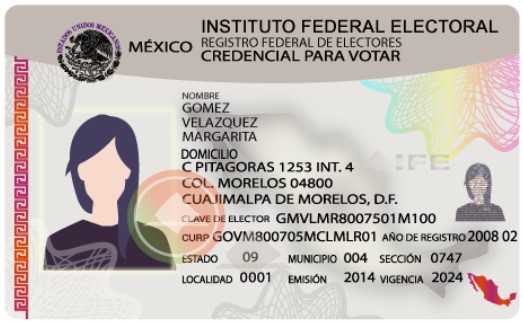 INSTITUTO FEDERAL ELECTORAL
MÉXICO
REGISTRO FEDERAL DE ELECTORES
CREDENCIAL PARA VOTAR
ESTADOS UNIDOS MEXICANOS
NOMBRE
GOMEZ
VELAZQUEZ
MARGARITA
DOMICILIO
C PITAGORAS 1253 INT. 4
COL. MORELOS 04800
CUAJIMALPA DE MORELOS, D.F.
IFE
CLAVE DE ELECTOR GMVLMR8007501M100
CURP GOVM800705MCLMLR01 AÑO DE REGISTRO 2008 02
ESTADO 09 MUNICIPIO 004 SECCIÓN 0747
LOCALIDAD 0001 EMISIÓN 2014 VIGENCIA 2024